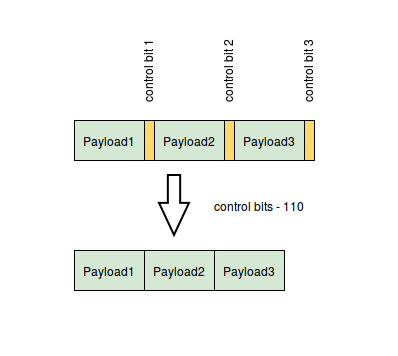 control bit 1
control bit 2
control bit 3
Payload1
Payload2
Payload3
control bits - 110
Payload1
Payload2
Payload3